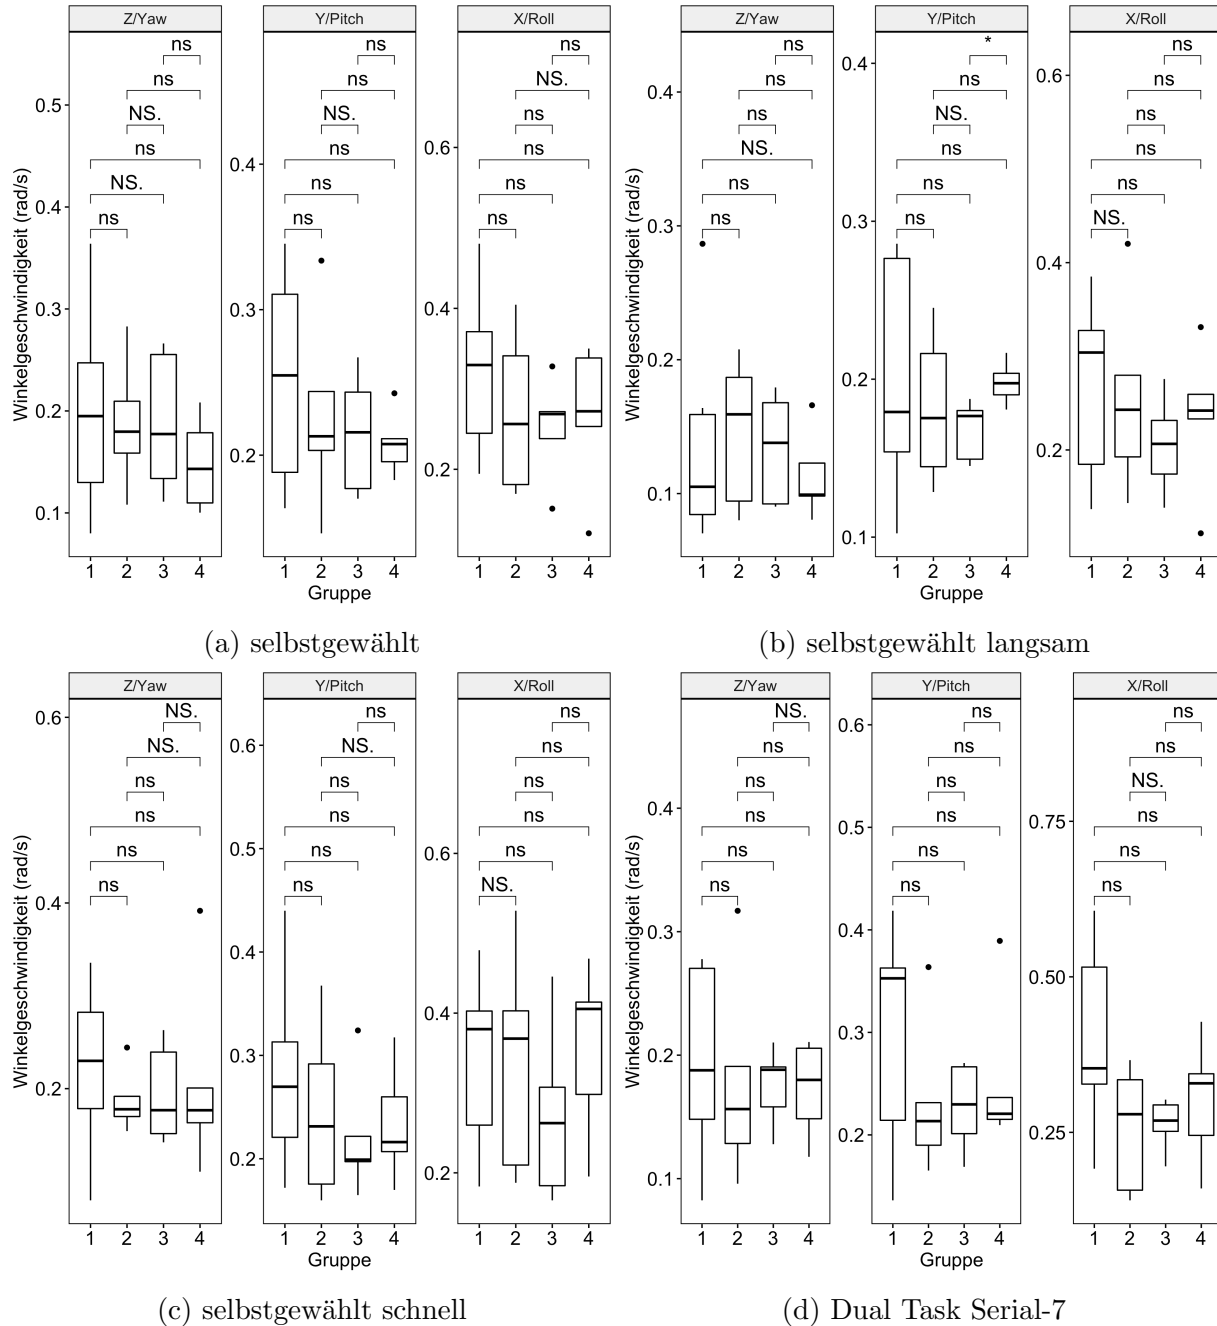 Z/Yaw Y/Pitch X/Roll
Winkelgeschwindigkeit (rad/s)
0.5
0.4
0.3
0.2
0.1
ns
ns
NS.
ns
NS.
ns
1 2 3 4
0.4
0.3
0.2
ns
ns
NS.
ns
ns
ns
1 2 3 4
0.6
0.4
0.2
ns
NS.
ns
ns
ns
ns
1 2 3 4
Gruppe
(a) selbstgewählt
Z/Yaw Y/Pitch X/Roll
Winkelgeschwindigkeit (rad/s)
0.4
0.3
0.2
0.1
ns
ns
ns
NS.
ns
ns
1 2 3 4
0.4
0.3
0.2
0.1
*
ns
NS.
ns
ns
ns
1 2 3 4
0.6
0.4
0.2
ns
ns
ns
ns
ns
NS.
1 2 3 4
Gruppe
(b) selbstgewählt langsam
Z/Yaw Y/Pitch X/Roll
Winkelgeschwindigkeit (rad/s)
0.6
0.4
0.2
NS.
NS.
ns
ns
ns
ns
1 2 3 4
0.6
0.5
0.4
0.3
0.2
ns
NS.
ns
ns
ns
ns
1 2 3 4
0.6
0.4
0.2
ns
ns
ns
ns
ns
NS.
1 2 3 4
Gruppe
(c) selbstgewählt schnell
Z/Yaw Y/Pitch X/Roll
Winkelgeschwindigkeit (rad/s)
0.4
0.3
0.2
0.1
NS.
ns
ns
ns
ns
ns
1 2 3 4
0.6
0.5
0.4
0.3
0.2
ns
ns
ns
ns
ns
ns
1 2 3 4
0.75
0.50
0.25
ns
ns
NS.
ns
ns
ns
1 2 3 4
Gruppe
(d) Dual Task Serial-7